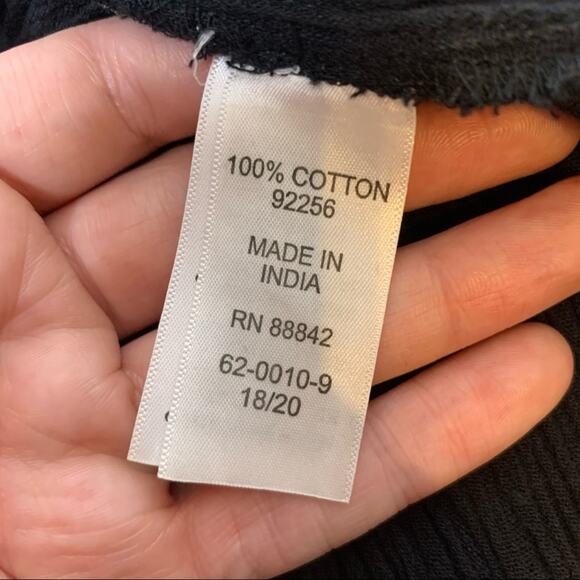 100% COTTON
92256
MADE IN
INDIA
RN 88842
62-0010-9
18/20